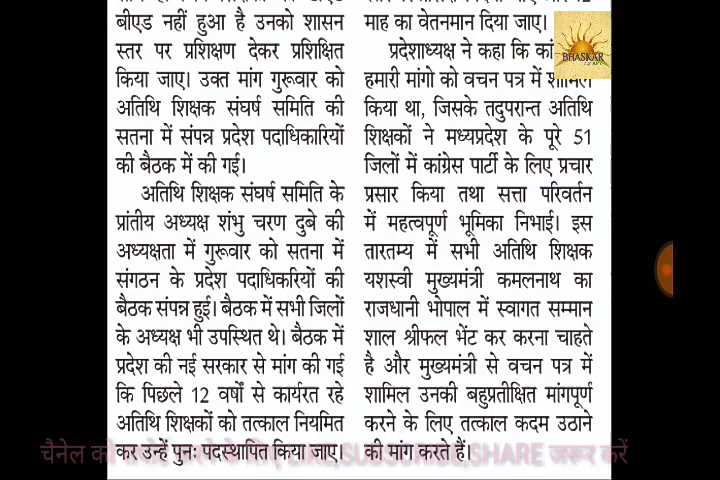 बीएड नहीं हुआ है उनको शासन
स्तर पर प्रशिक्षण देकर प्रशिक्षित
किया जाए। उक्त मांग गुरूवार को
अतिथि शिक्षक संघर्ष समिति की
सतना में संपन्न प्रदेश पदाधिकारियों
की बैठक में की गई।
अतिथि शिक्षक संघर्ष समिति के
प्रांतीय अध्यक्ष शंभु चरण दुबे की
अध्यक्षता में गुरूवार को सतना में
संगठन के प्रदेश पदाधिकारियों की
बैठक संपन्न हुई। बैठक में सभी जिलों
के अध्यक्ष भी उपस्थित थे। बैठक में
प्रदेश की नई सरकार से मांग की गई
कि पिछले 12 वर्षों से कार्यरत रहे
अतिथि शिक्षकों को तत्काल नियमित
कर उन्हें पुनः पदस्थापित किया जाए।
माह का वेतनमान दिया जाए।
प्रदेशाध्यक्ष ने कहा कि
हमारी मांगो को वचन पत्र में शामिल
किया था, जिसके तदुपरान्त अतिथि
शिक्षकों ने मध्यप्रदेश के पूरे 51
जिलों में कांग्रेस पार्टी के लिए प्रचार
प्रसार किया तथा सत्ता परिवर्तन
में महत्वपूर्ण भूमिका निभाई। इस
तारतम्य में सभी अतिथि शिक्षक
यशस्वी मुख्यमंत्री कमलनाथ का
राजधानी भोपाल में स्वागत सम्मान
शाल श्रीफल भेंट कर करना चाहते
है और मुख्यमंत्री से वचन पत्र में
शामिल उनकी बहुप्रतीक्षित मांगपूर्ण
करने के लिए तत्काल कदम उठाने
की मांग करते हैं।
BHASKAR
चैनेल को LIKE,SUBSCRIBE,SHARE जरूर करें